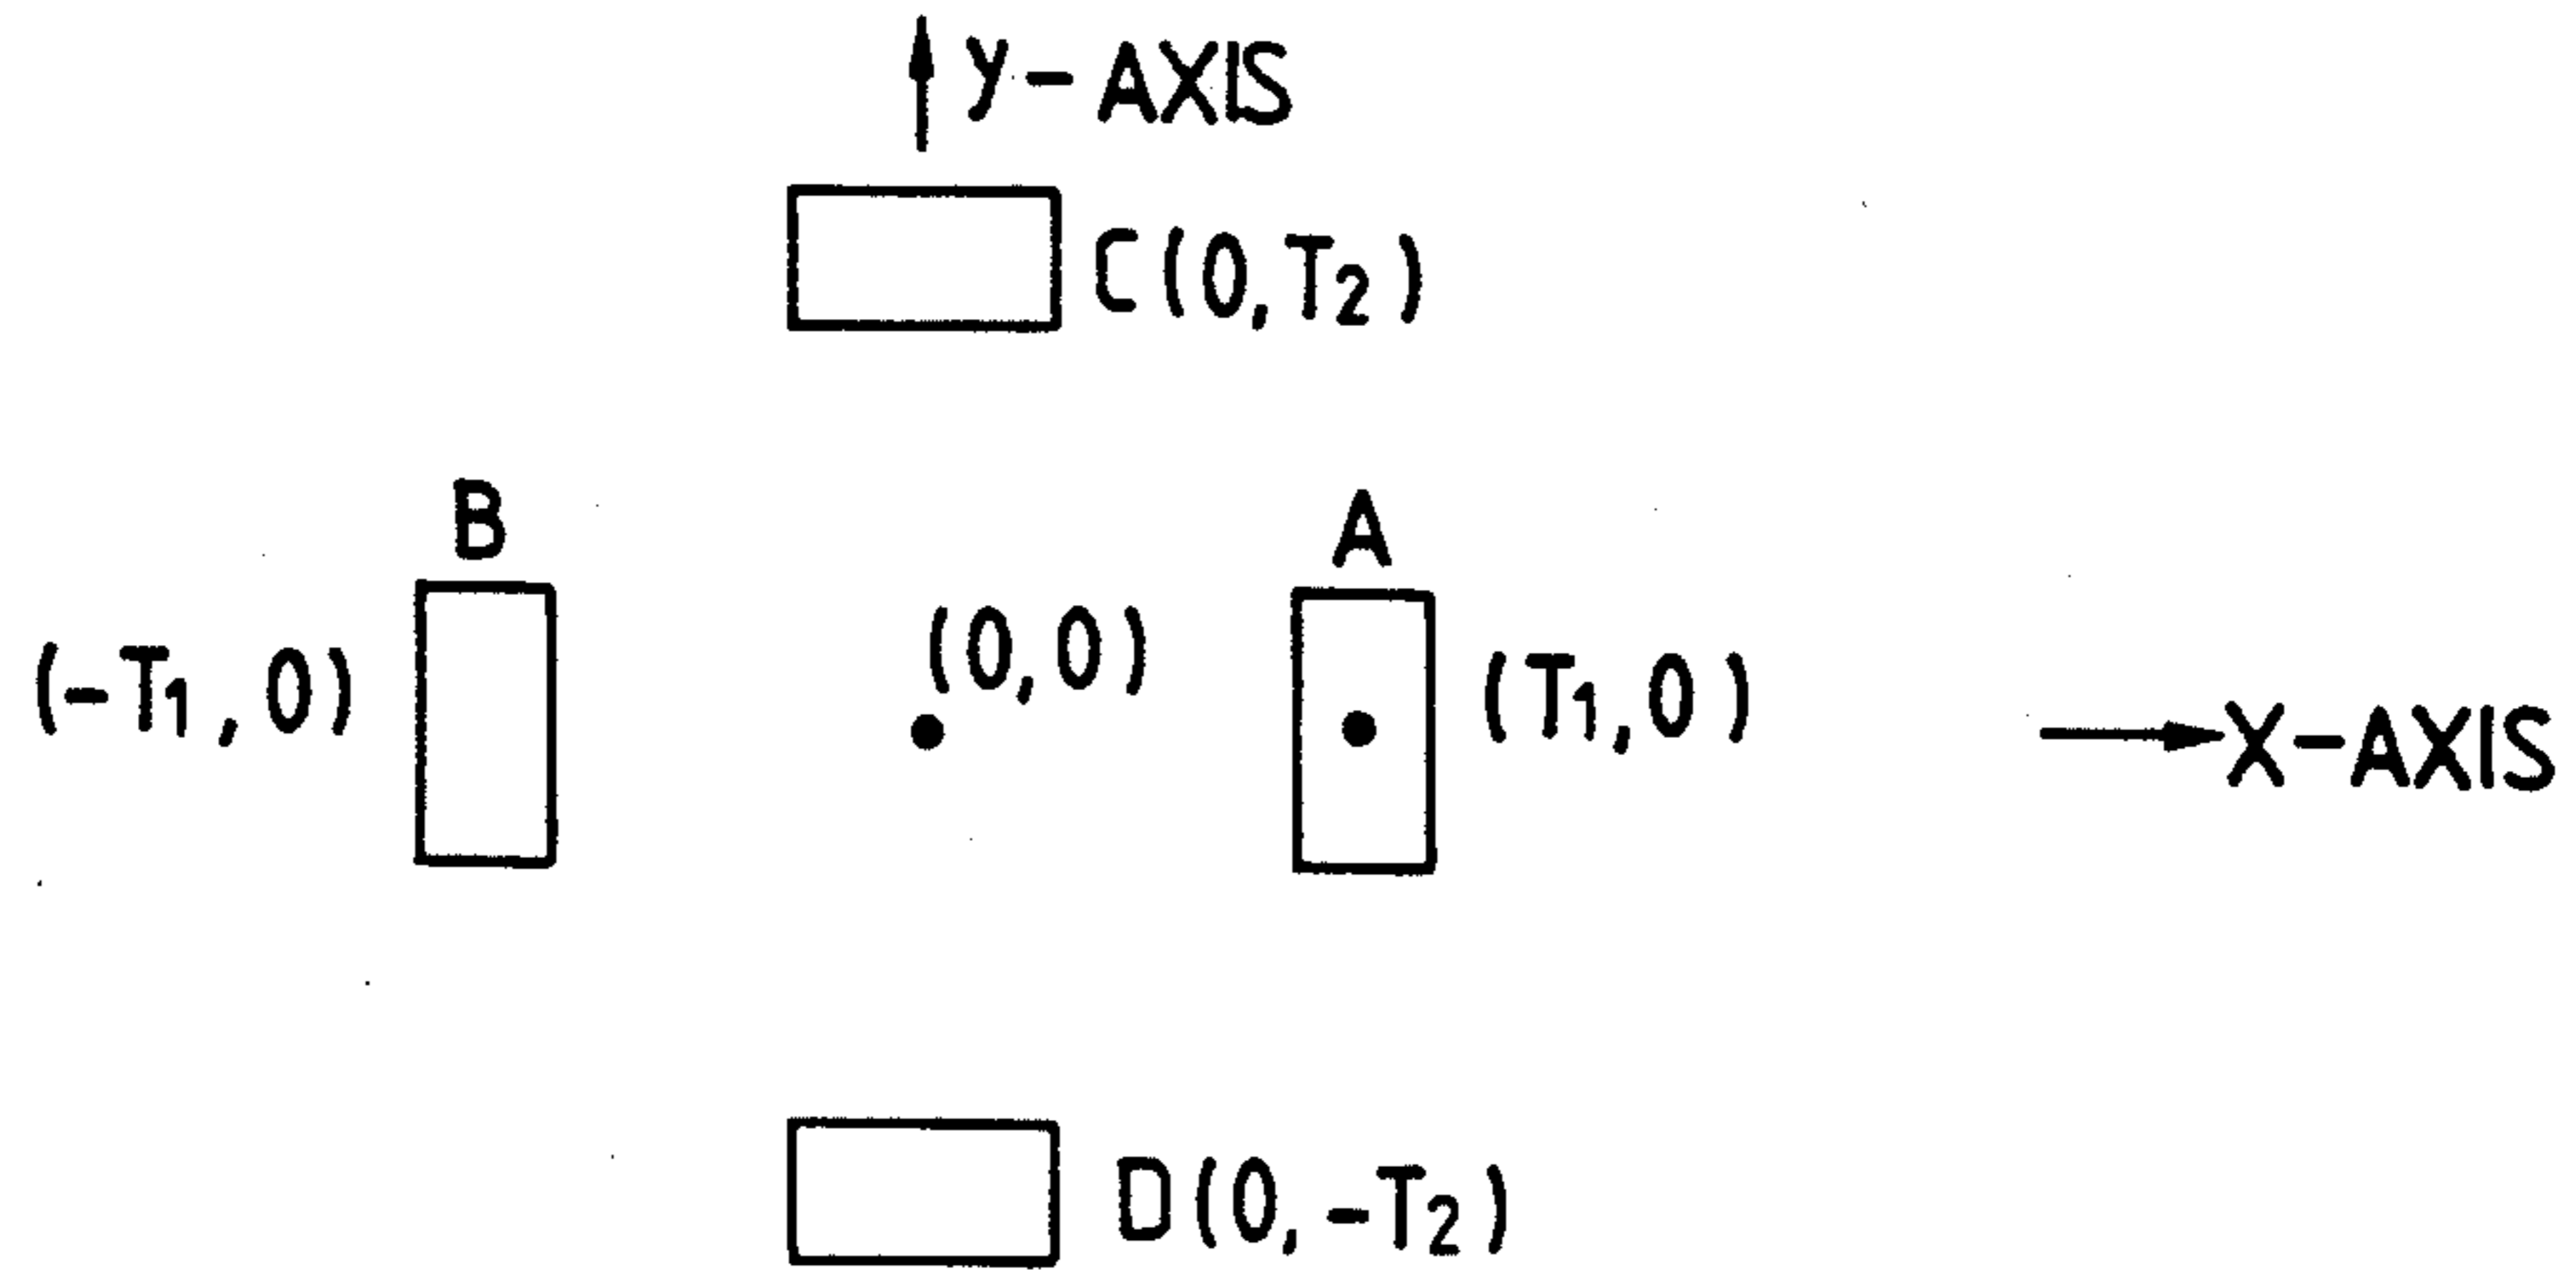 y-AXIS
C(0,T2)
B
A
(-T1,0)
(0,0)
(T1,0)
X-AXIS
D(0,-T2)